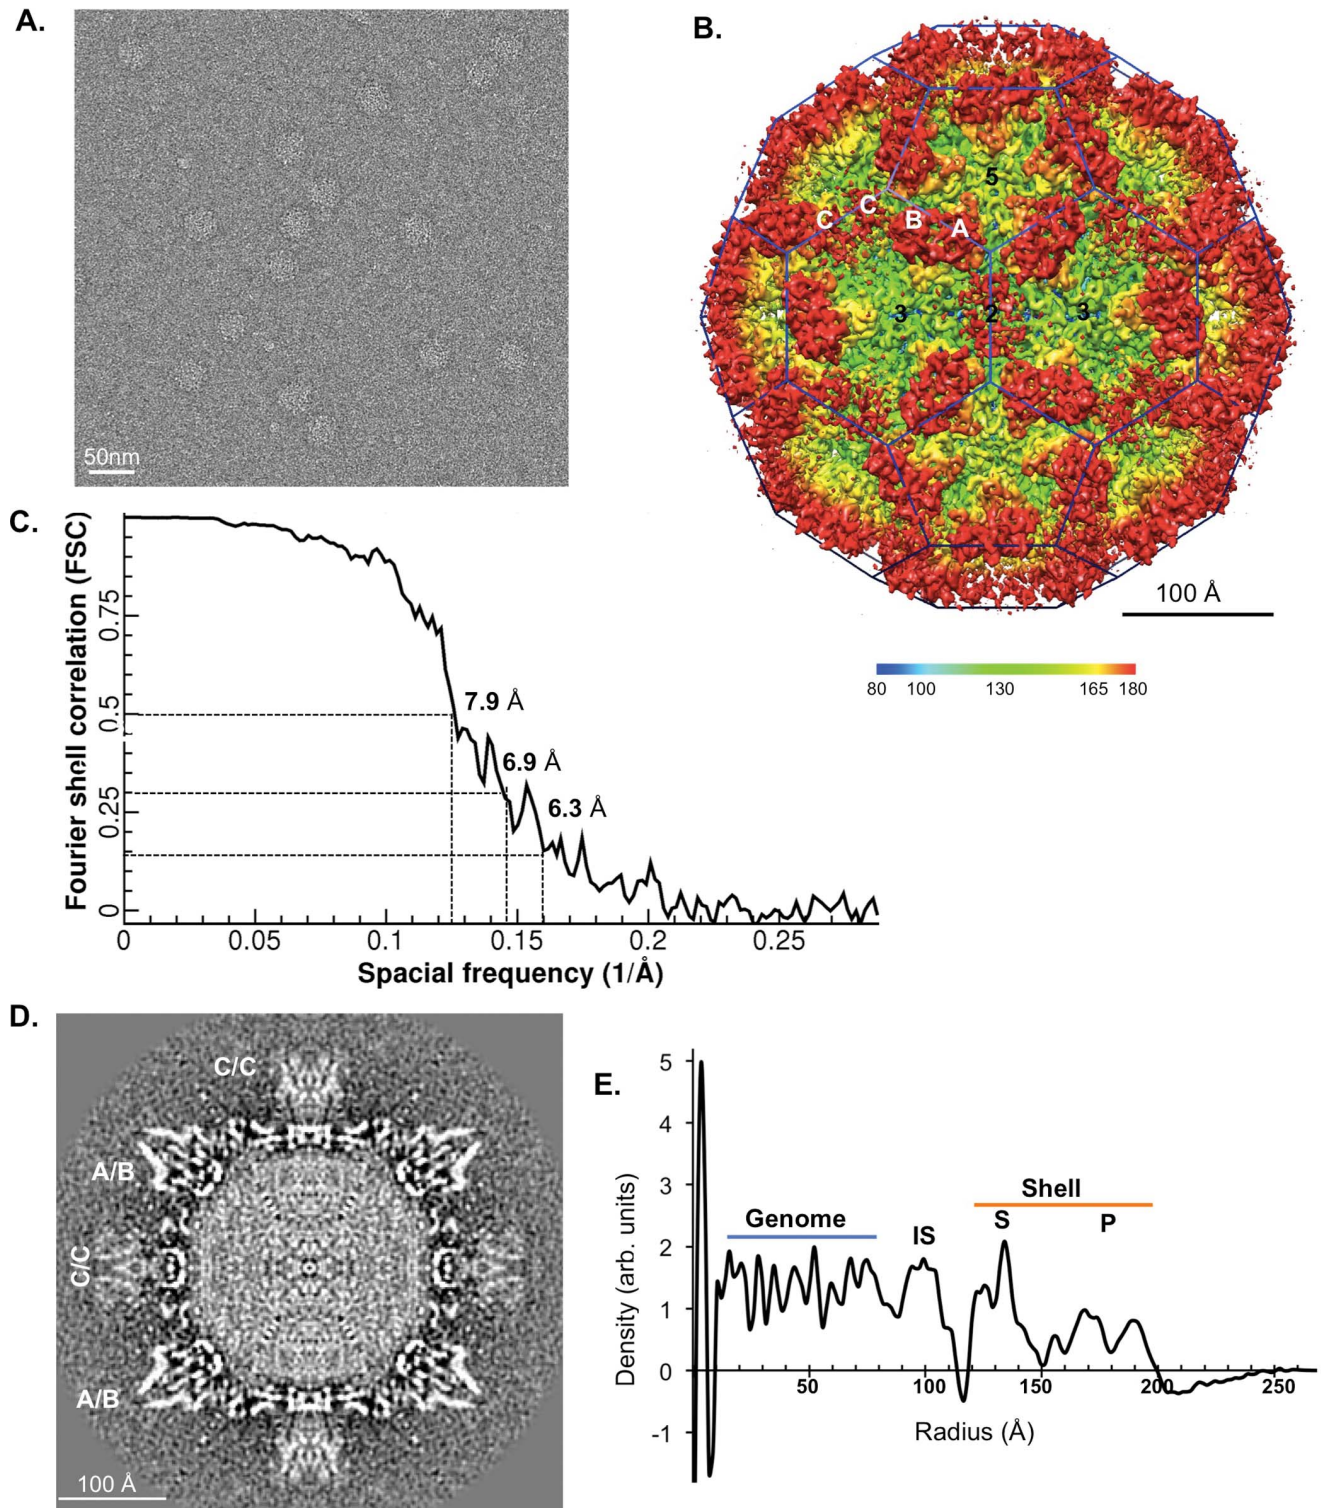 A.
50nm
B.
5
C C B A
3 2 3
100 Å
80 100 130 165 180
C.
Fourier shell correlation (FSC)
0.75
0.5
0.25
0
7.9 Å
6.9 Å
6.3 Å
0 0.05 0.1 0.15 0.2 0.25
Spacial frequency (1/Å)
D.
C/C
A/B
C/C
A/B
100 Å
E.
Density (arb. units)
5
4
3
2
1
0
-1
Genome
IS
Shell
S P
50 100 150 200 250
Radius (Å)